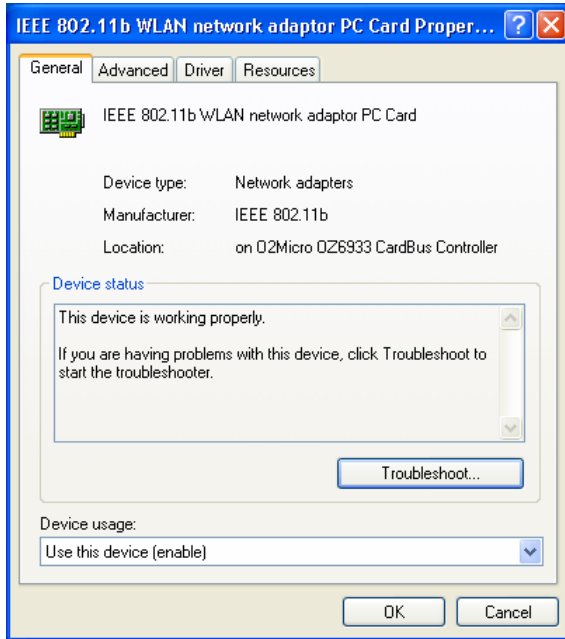 IEEE 802.11b WLAN network adaptor PC Card Proper...
General Advanced Driver Resources
IEEE 802.11b WLAN network adaptor PC Card
Device type: Network adapters
Manufacturer: IEEE 802.11b
Location: on O2Micro OZ6933 CardBus Controller
Device status
This device is working properly.
If you are having problems with this device, click Troubleshoot to
start the troubleshooter.
Troubleshoot...
Device usage:
Use this device (enable)
OK Cancel